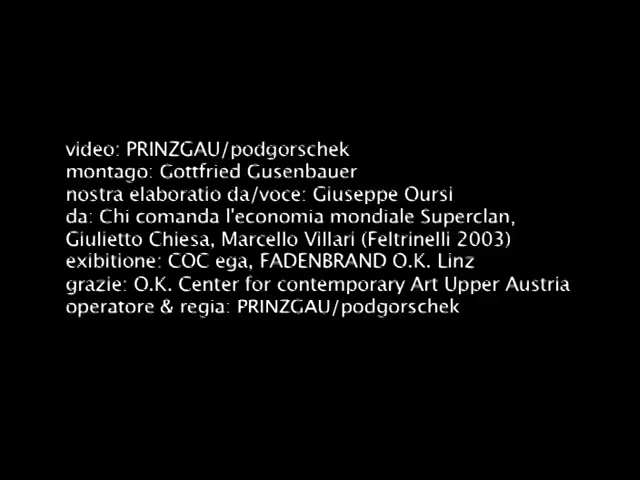 video: PRINZGAU/podgorschek
montago: Gottfried Gusenbauer
nostra elaboratio da/voce: Giuseppe Oursi
da: Chi comanda l'economia mondiale Superclan,
Giulietto Chiesa, Marcello Villari (Feltrinelli 2003)
exibitione: COC ega, FADENBRAND O.K. Linz
grazie: O.K. Center for contemporary Art Upper Austria
operatore & regia: PRINZGAU/podgorschek